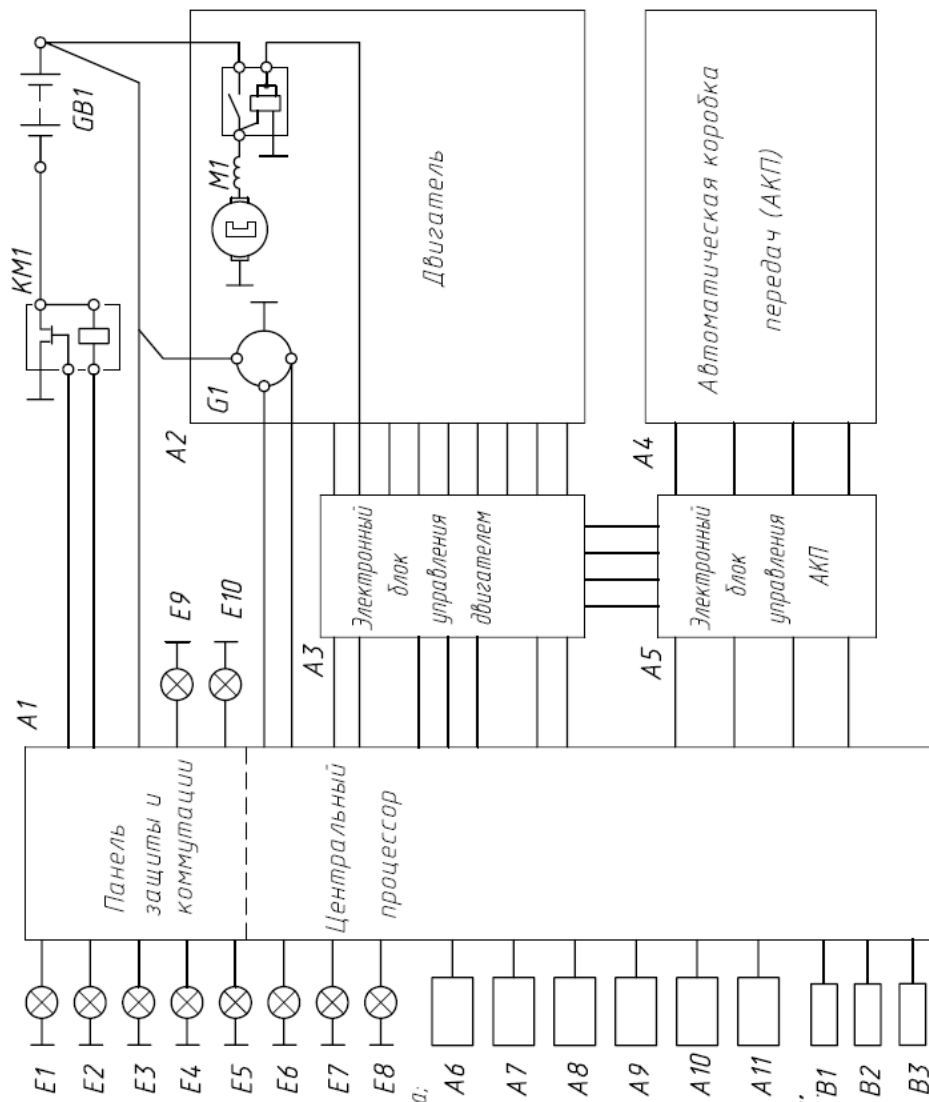 GB1
KM1
M1
G1
A2
Двигатель
Автоматическая коробка
передач (АКП)
A4
A3
Электронный
блок
управления
двигателем
A5
Электронный
блок
управления
АКП
E9
E10
A1
Панель
защиты и
коммутации
Центральный
процессор
E1
E2
E3
E4
E5
E6
E7
E8
а;
A6
A7
A8
A9
A10
A11
B1
B2
B3